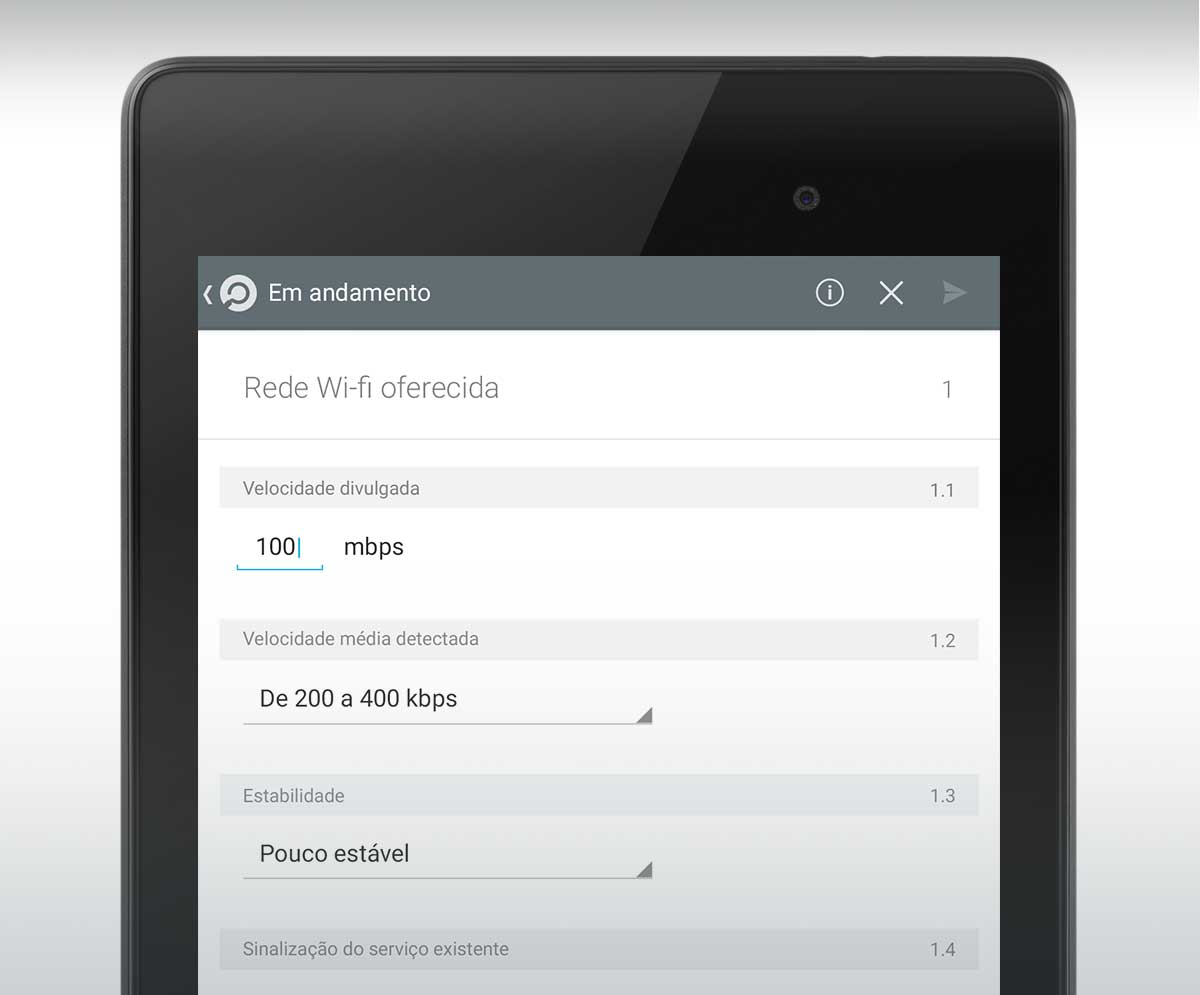 Em andamento
Rede Wi-fi oferecida 1
Velocidade divulgada 1.1
100 mbps
Velocidade média detectada 1.2
De 200 a 400 kbps
Estabilidade 1.3
Pouco estável
Sinalização do serviço existente 1.4